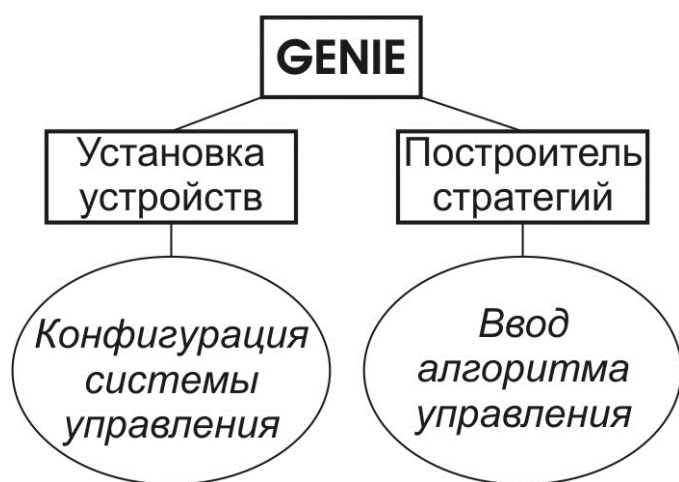 GENIE
Установка
устройств
Построитель
стратегий
Конфигурация
системы
управления
Ввод
алгоритма
управления